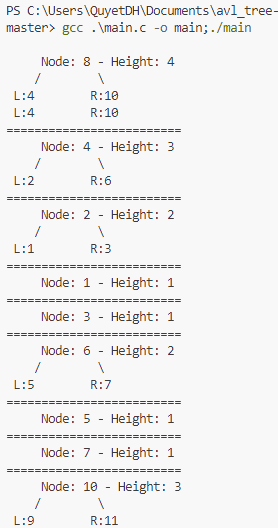 PS C:\Users\QuyetDH\Documents\avl_tree-
master> gcc .\main.c -o main;./main
Node: 8 - Height: 4
/ \
L:4 R:10
L:4 R:10
=========================
Node: 4 - Height: 3
/ \
L:2 R:6
=========================
Node: 2 - Height: 2
/ \
L:1 R:3
=========================
Node: 1 - Height: 1
=========================
Node: 3 - Height: 1
=========================
Node: 6 - Height: 2
/ \
L:5 R:7
=========================
Node: 5 - Height: 1
=========================
Node: 7 - Height: 1
=========================
Node: 10 - Height: 3
/ \
L:9 R:11